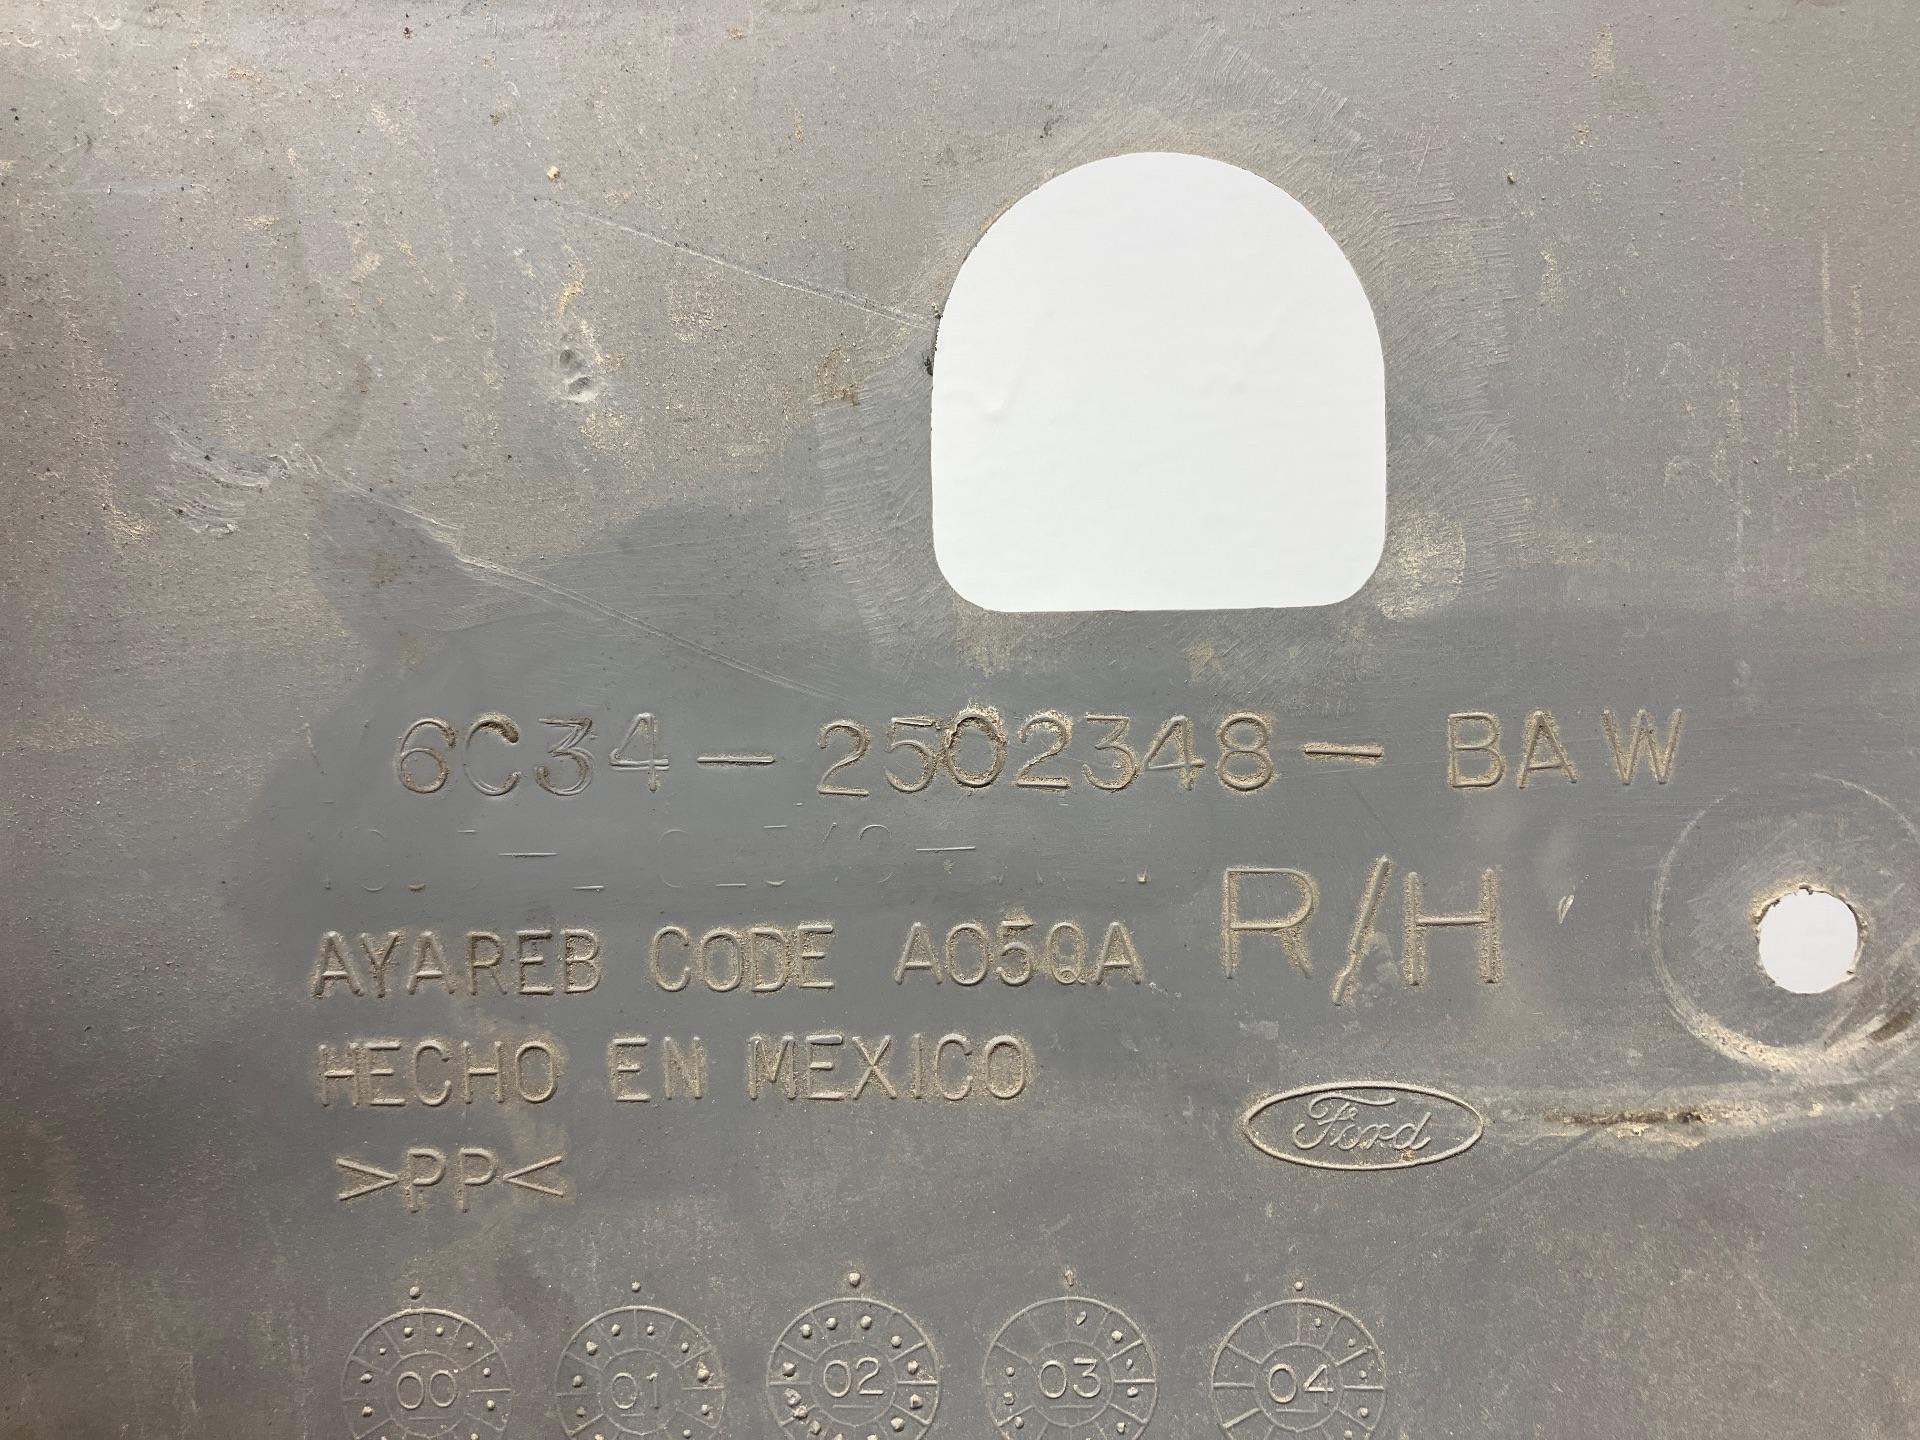 6C34-2502348-BAW
AYAREB CODE A05QA R/H
HECHO EN MEXICO
>PP<
Ford
00 01 02 03 04